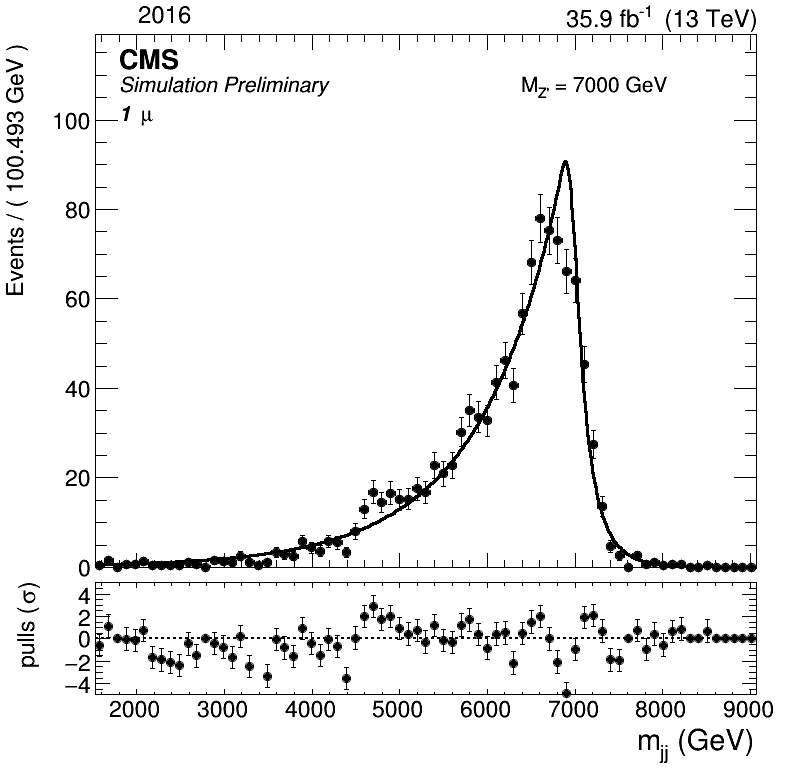 2016
35.9 fb-1 (13 TeV)
CMS
Simulation Preliminary
1 μ
MZ' = 7000 GeV
Events / ( 100.493 GeV )
100
80
60
40
20
0
pulls (σ)
4
2
0
−2
−4
2000 3000 4000 5000 6000 7000 8000 9000
mjj (GeV)